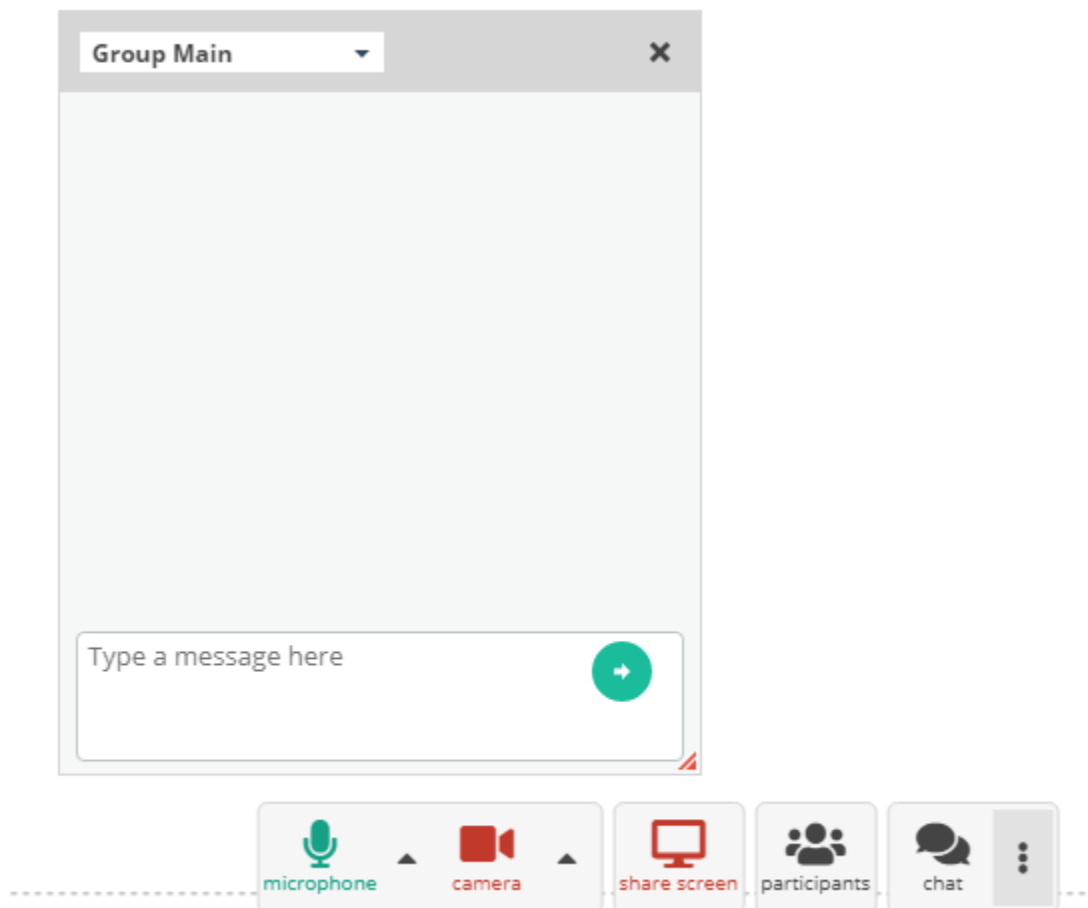 Group Main
Type a message here
microphone
camera
share screen
participants
chat